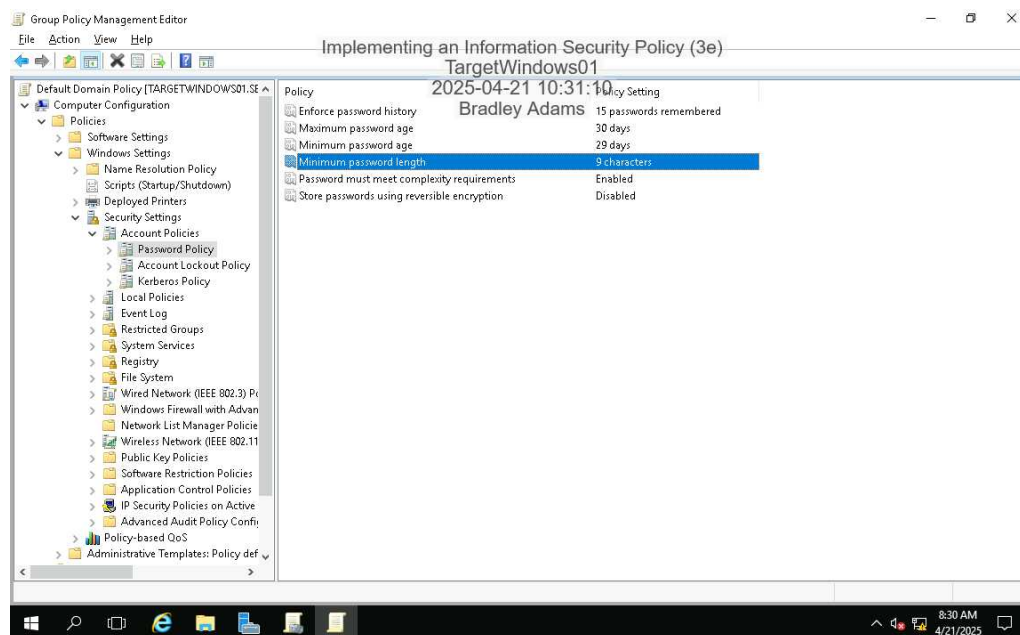 Group Policy Management Editor
File Action View Help
Implementing an Information Security Policy (3e)
TargetWindows01
2025-04-21 10:31:10
Bradley Adams
Default Domain Policy [TARGETWINDOWS01.SE
Computer Configuration
Policies
Software Settings
Windows Settings
Name Resolution Policy
Scripts (Startup/Shutdown)
Deployed Printers
Security Settings
Account Policies
Password Policy
Account Lockout Policy
Kerberos Policy
Local Policies
Event Log
Restricted Groups
System Services
Registry
File System
Wired Network (IEEE 802.3) Po
Windows Firewall with Advan
Network List Manager Policie
Wireless Network (IEEE 802.11
Public Key Policies
Software Restriction Policies
Application Control Policies
IP Security Policies on Active
Advanced Audit Policy Config
Policy-based QoS
Administrative Templates: Policy def
Policy Policy Setting
Enforce password history 15 passwords remembered
Maximum password age 30 days
Minimum password age 29 days
Minimum password length 9 characters
Password must meet complexity requirements Enabled
Store passwords using reversible encryption Disabled
8:30 AM
4/21/2025